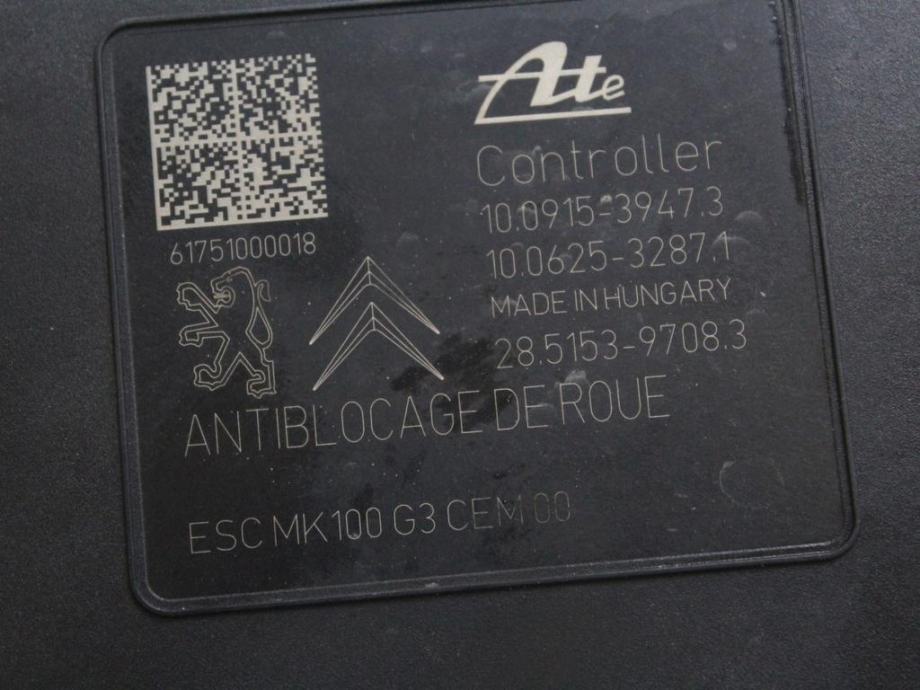 Ate
Controller
10.0915-3947.3
10.0625-3287.1
MADE IN HUNGARY
28.5153-9708.3
61751000018
ANTIBLOCAGE DE ROUE
ESC MK100 G3 CEM 00